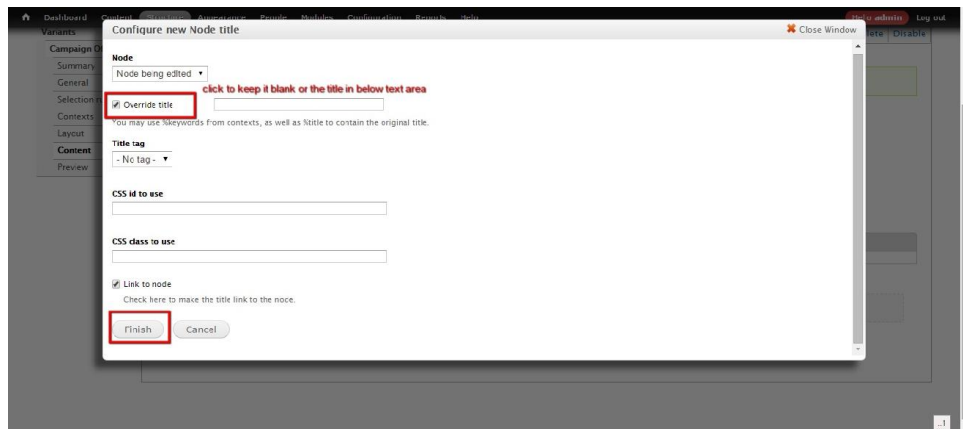 Dashboard Content Structure Appearance People Modules Configuration Reports Help Hello admin Log out
Variants
Configure new Node title
Close Window
Disable
Campaign
Summary
General
Selection
Contexts
Layout
Content
Preview
Node
Node being edited
click to keep it blank or the title in below text area
Override title
You may use %keywords from contexts, as well as %title to contain the original title.
Title tag
- No tag -
CSS id to use
CSS class to use
Link to node
Check here to make the title link to the node.
Finish Cancel